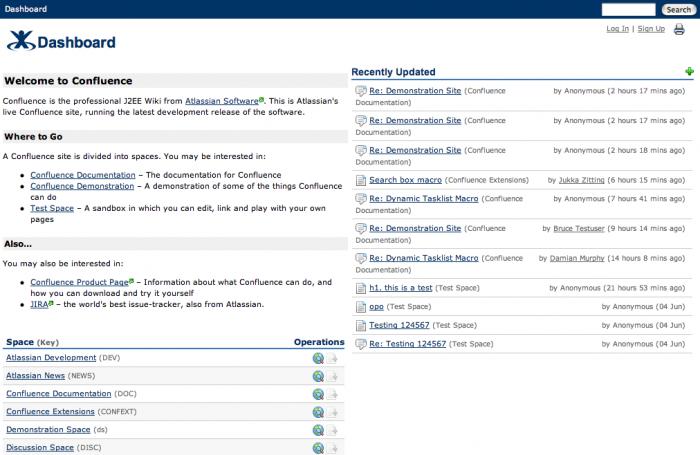 Dashboard
Search
Log In | Sign Up
Dashboard
Welcome to Confluence
Confluence is the professional J2EE Wiki from Atlassian Software. This is Atlassian's
live Confluence site, running the latest development release of the software.
Where to Go
A Confluence site is divided into spaces. You may be interested in:
• Confluence Documentation – The documentation for Confluence
• Confluence Demonstration – A demonstration of some of the things Confluence
can do
• Test Space – A sandbox in which you can edit, link and play with your own
pages
Also...
You may also be interested in:
• Confluence Product Page – Information about what Confluence can do, and
how you can download and try it yourself
• JIRA – the world's best issue-tracker, also from Atlassian.
Space (Key) Operations
Atlassian Development (DEV)
Atlassian News (NEWS)
Confluence Documentation (DOC)
Confluence Extensions (CONFEXT)
Demonstration Space (ds)
Discussion Space (DISC)
Recently Updated
Re: Demonstration Site (Confluence by Anonymous (2 hours 17 mins ago)
Documentation)
Re: Demonstration Site (Confluence by Anonymous (2 hours 17 mins ago)
Documentation)
Re: Demonstration Site (Confluence by Anonymous (2 hours 18 mins ago)
Documentation)
Search box macro (Confluence Extensions) by Jukka Zitting (6 hours 15 mins ago)
Re: Dynamic Tasklist Macro (Confluence by Anonymous (7 hours 41 mins ago)
Documentation)
Re: Demonstration Site (Confluence by Bruce Testuser (9 hours 14 mins ago)
Documentation)
Re: Dynamic Tasklist Macro (Confluence by Damian Murphy (14 hours 8 mins ago)
Documentation)
h1. this is a test (Test Space) by Anonymous (21 hours 53 mins ago)
opo (Test Space) by Anonymous (04 Jun)
Testing 124567 (Test Space) by Anonymous (04 Jun)
Re: Testing 124567 (Test Space) by Anonymous (04 Jun)